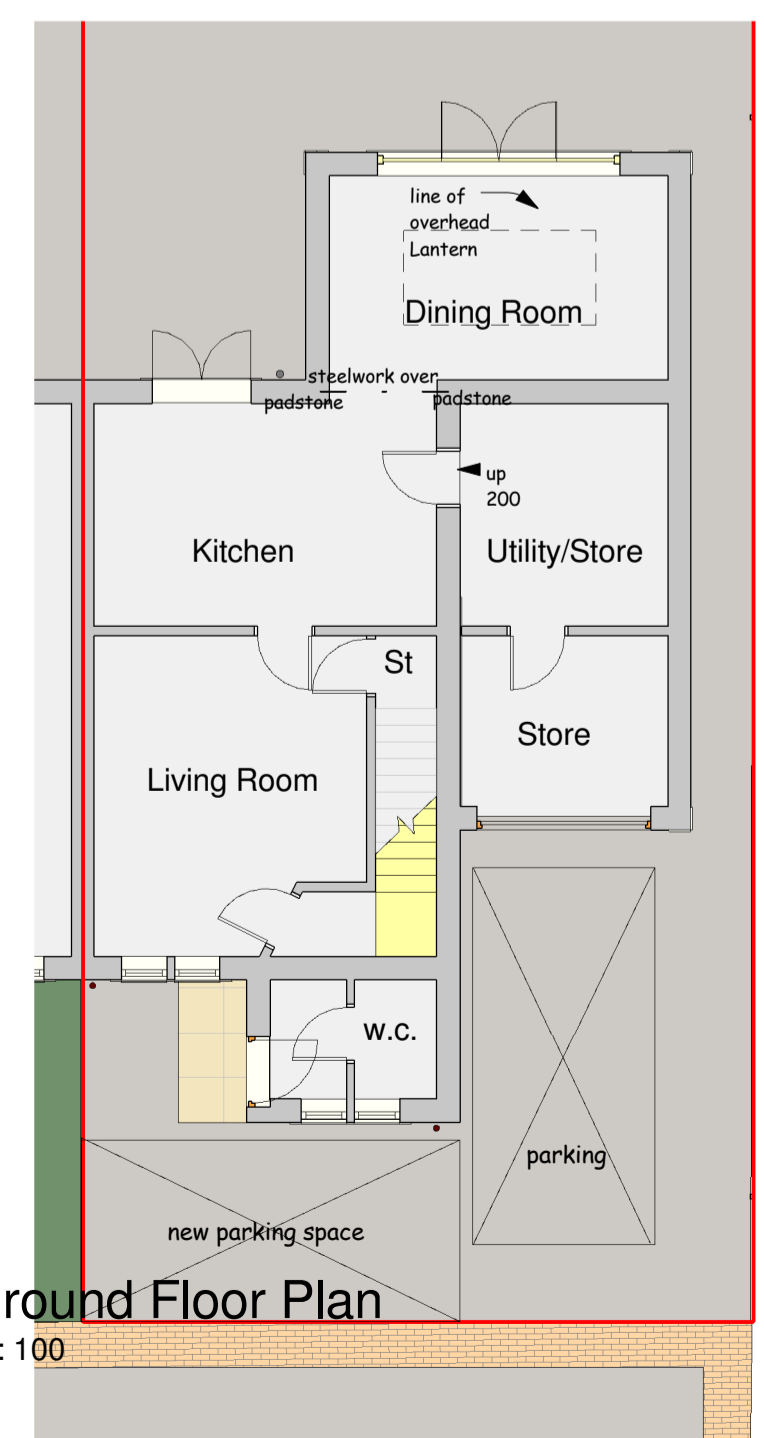 line of
overhead
Lantern
Dining Room
steelwork over
padstone
padstone
up
200
Kitchen
Utility/Store
St
Store
Living Room
w.c.
parking
new parking space
round Floor Plan
: 100